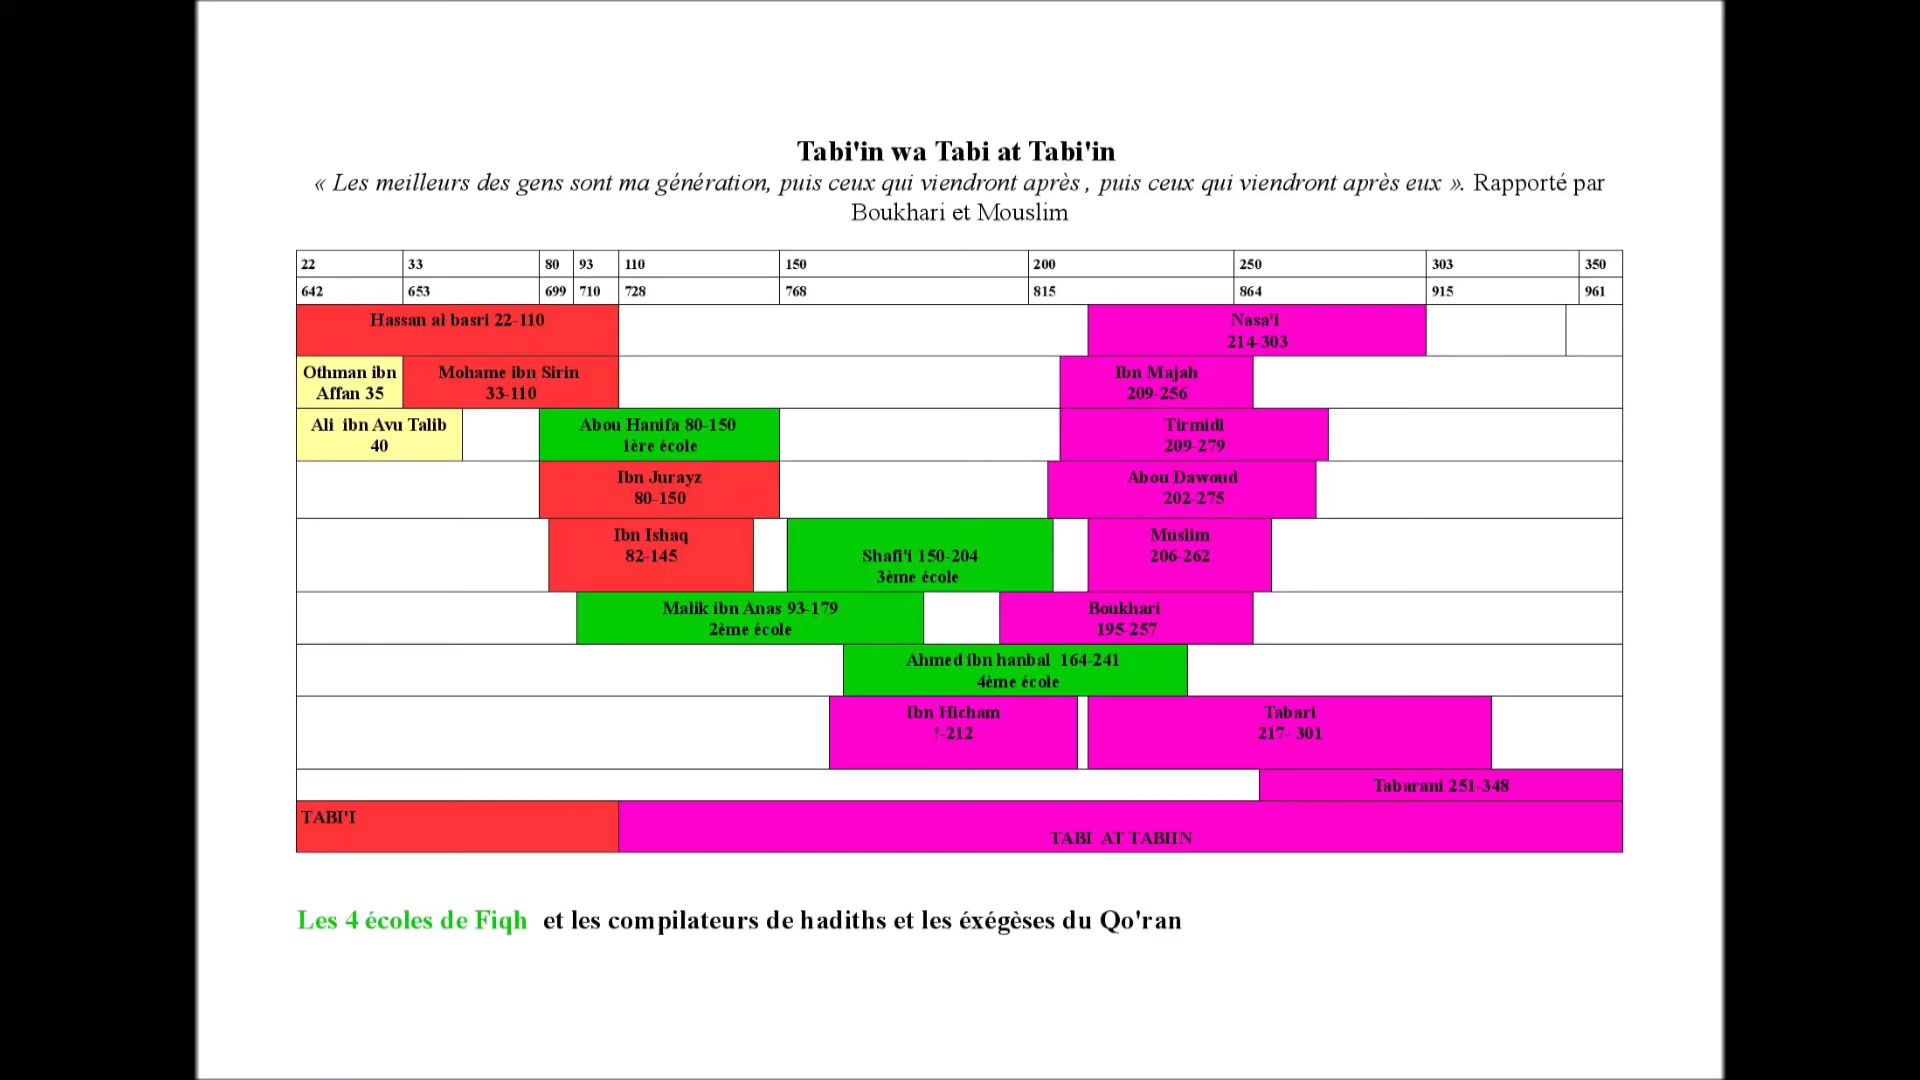 Tabi'in wa Tabi at Tabi'in
« Les meilleurs des gens sont ma génération, puis ceux qui viendront après , puis ceux qui viendront après eux ». Rapporté par
Boukhari et Mouslim
22 33 80 93 110 150 200 250 303 350
642 653 699 710 728 768 815 864 915 961
Hassan al basri 22-110
Nasa'i
214-303
Othman ibn
Affan 35
Mohame ibn Sirin
33-110
Ibn Majah
209-256
Ali ibn Avu Talib
40
Abou Hanifa 80-150
1ère école
Tirmidi
209-279
Ibn Jurayz
80-150
Abou Dawoud
202-275
Ibn Ishaq
82-145
Shafi'i 150-204
3ème école
Muslim
206-262
Malik ibn Anas 93-179
2ème école
Boukhari
195-257
Ahmed ibn hanbal 164-241
4ème école
Ibn Hicham
!-212
Tabari
217- 301
Tabarani 251-348
TABI'I
TABI AT TABIIN
Les 4 écoles de Fiqh et les compilateurs de hadiths et les éxégèses du Qo'ran